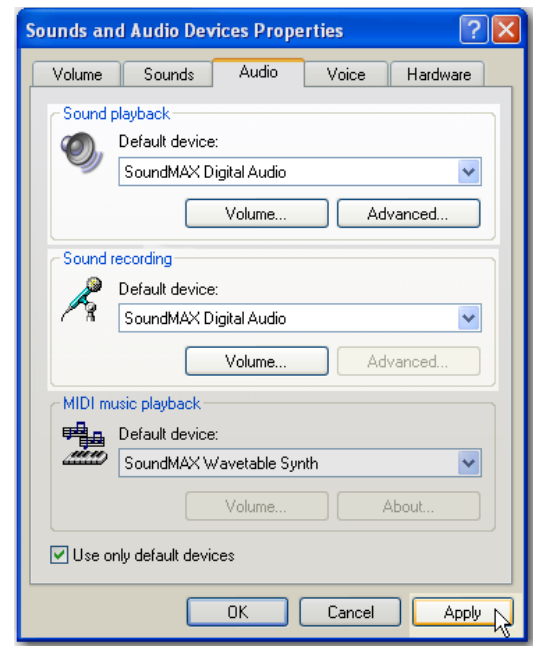 Sounds and Audio Devices Properties
Volume Sounds Audio Voice Hardware
Sound playback
Default device:
SoundMAX Digital Audio
Volume... Advanced...
Sound recording
Default device:
SoundMAX Digital Audio
Volume... Advanced...
MIDI music playback
Default device:
SoundMAX Wavetable Synth
Volume... About...
Use only default devices
OK Cancel Apply